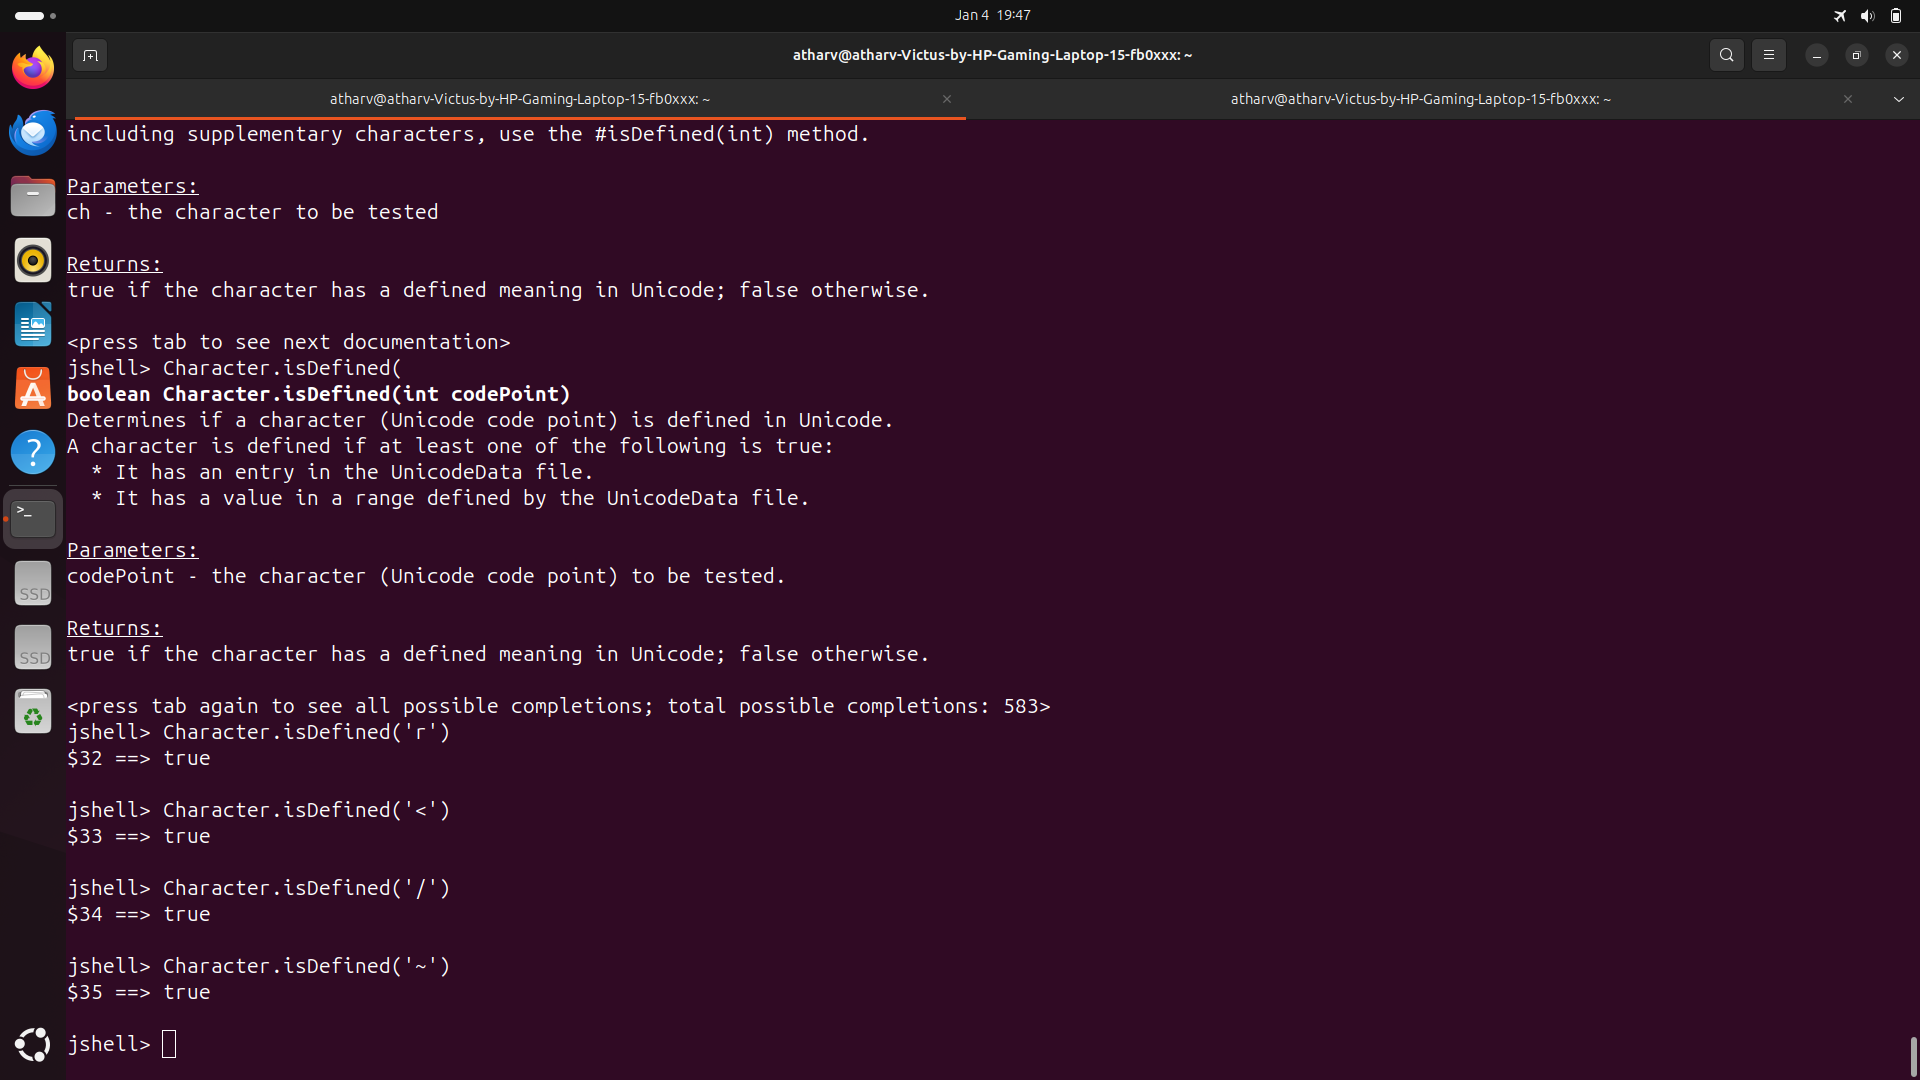 Jan 4 19:47
atharv@atharv-Victus-by-HP-Gaming-Laptop-15-fb0xxx: ~
atharv@atharv-Victus-by-HP-Gaming-Laptop-15-fb0xxx: ~
atharv@atharv-Victus-by-HP-Gaming-Laptop-15-fb0xxx: ~
including supplementary characters, use the #isDefined(int) method.
Parameters:
ch - the character to be tested
Returns:
true if the character has a defined meaning in Unicode; false otherwise.
<press tab to see next documentation>
jshell> Character.isDefined(
boolean Character.isDefined(int codePoint)
Determines if a character (Unicode code point) is defined in Unicode.
A character is defined if at least one of the following is true:
* It has an entry in the UnicodeData file.
* It has a value in a range defined by the UnicodeData file.
Parameters:
codePoint - the character (Unicode code point) to be tested.
Returns:
true if the character has a defined meaning in Unicode; false otherwise.
<press tab again to see all possible completions; total possible completions: 583>
jshell> Character.isDefined('r')
$32 ==> true
jshell> Character.isDefined('<')
$33 ==> true
jshell> Character.isDefined('/')
$34 ==> true
jshell> Character.isDefined('~')
$35 ==> true
jshell>
>_
SSD
SSD